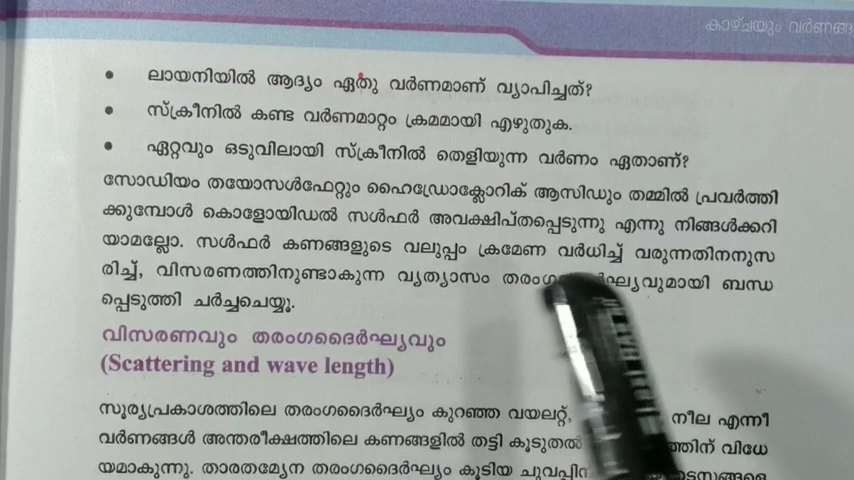 കാഴ്ചയും വർണങ്ങ
• ലായനിയിൽ ആദ്യം ഏതു വർണമാണ് വ്യാപിച്ചത്?
• സ്ക്രീനിൽ കണ്ട വർണമാറ്റം ക്രമമായി എഴുതുക.
• ഏറ്റവും ഒടുവിലായി സ്ക്രീനിൽ തെളിയുന്ന വർണം ഏതാണ്?
സോഡിയം തയോസൾഫേറ്റും ഹൈഡ്രോക്ലോറിക് ആസിഡും തമ്മിൽ പ്രവർത്തി
ക്കുമ്പോൾ കൊളോയിഡൽ സൾഫർ അവക്ഷിപ്തപ്പെടുന്നു എന്നു നിങ്ങൾക്കറി
യാമല്ലോ. സൾഫർ കണങ്ങളുടെ വലുപ്പം ക്രമേണ വർധിച്ച് വരുന്നതിനനുസ
രിച്ച്, വിസരണത്തിനുണ്ടാകുന്ന വ്യത്യാസം ബന്ധ
പ്പെടുത്തി ചർച്ചചെയ്യൂ.
വിസരണവും തരംഗദൈർഘ്യവും
(Scattering and wave length)
സൂര്യപ്രകാശത്തിലെ തരംഗദൈർഘ്യം കുറഞ്ഞ വയലറ്റ്, നീല എന്നീ
വർണങ്ങൾ അന്തരീക്ഷത്തിലെ കണങ്ങളിൽ തട്ടി കൂടുതൽ വിധേ
യമാകുന്നു. താരതമ്യേന തരംഗദൈർഘ്യം കൂടിയ